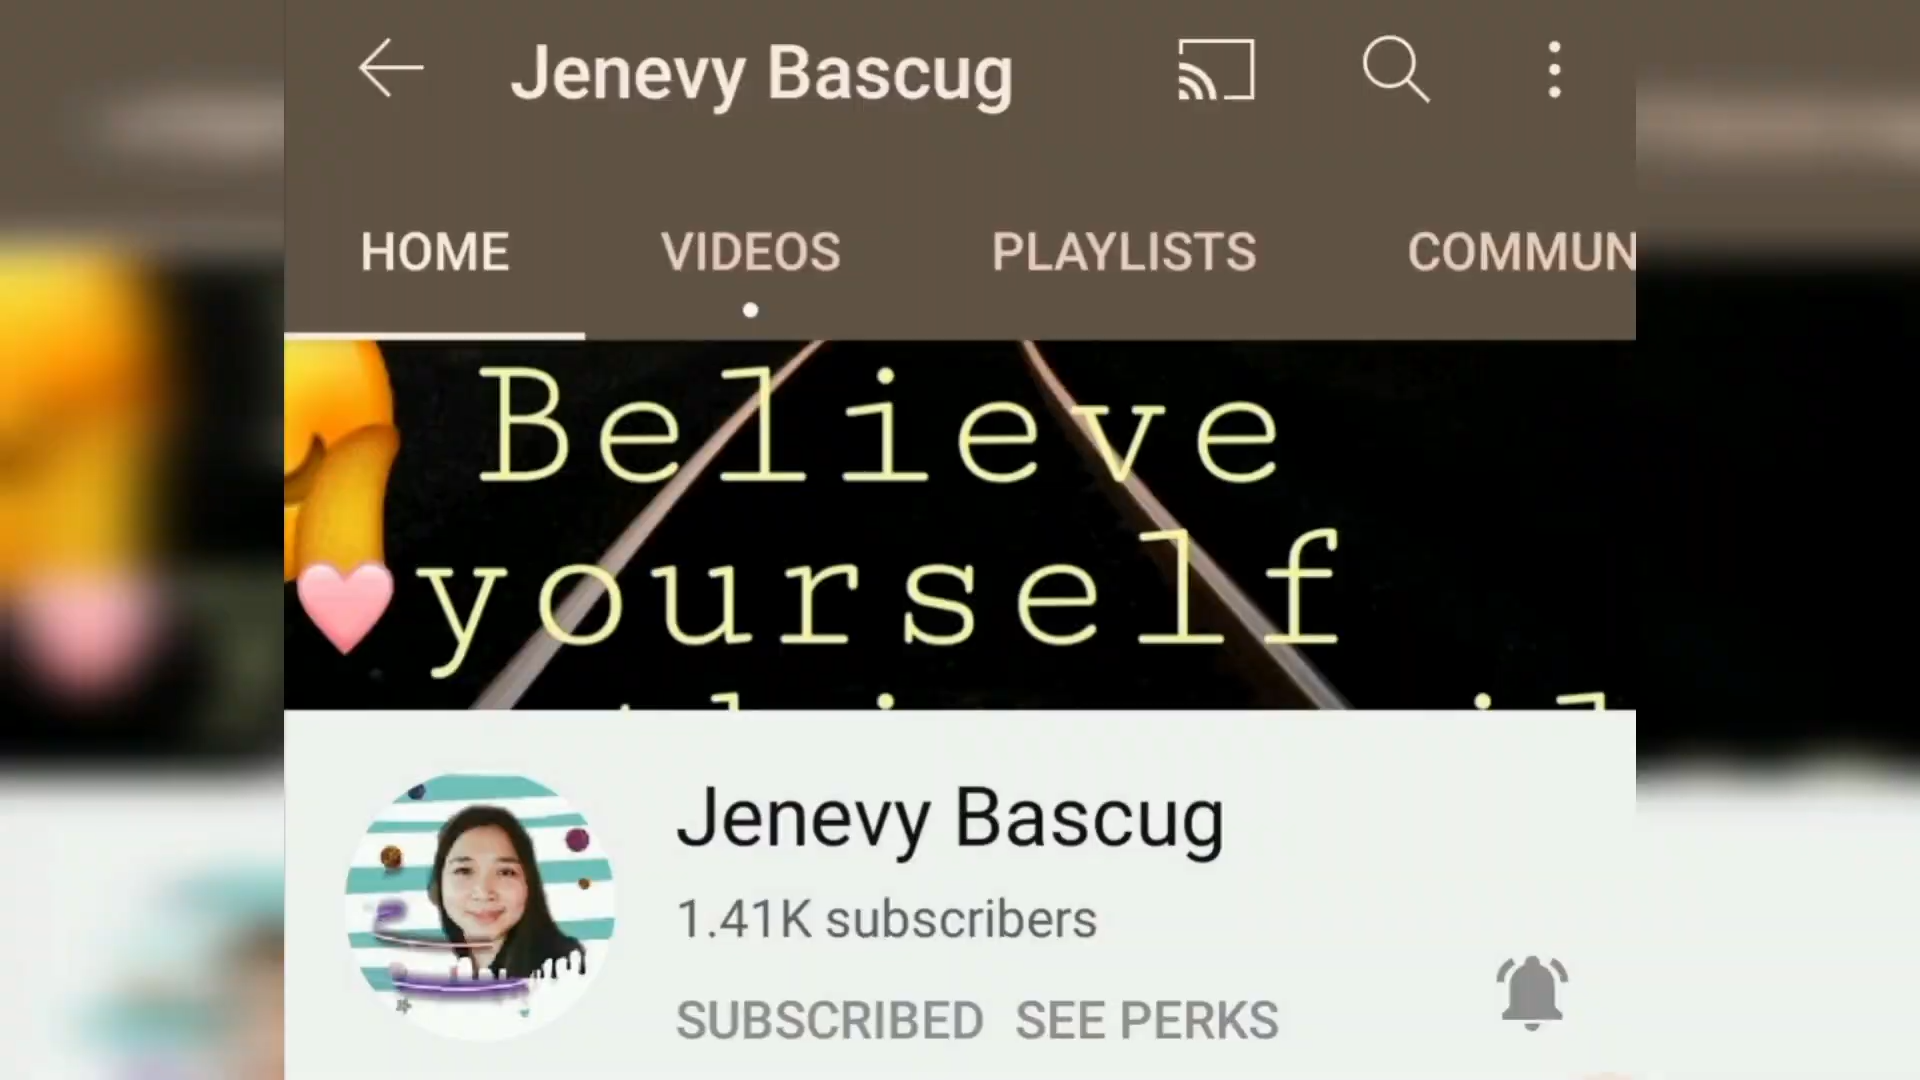 Jenevy Bascug
HOME VIDEOS PLAYLISTS COMMUN
Believe
yourself
Jenevy Bascug
1.41K subscribers
SUBSCRIBED SEE PERKS